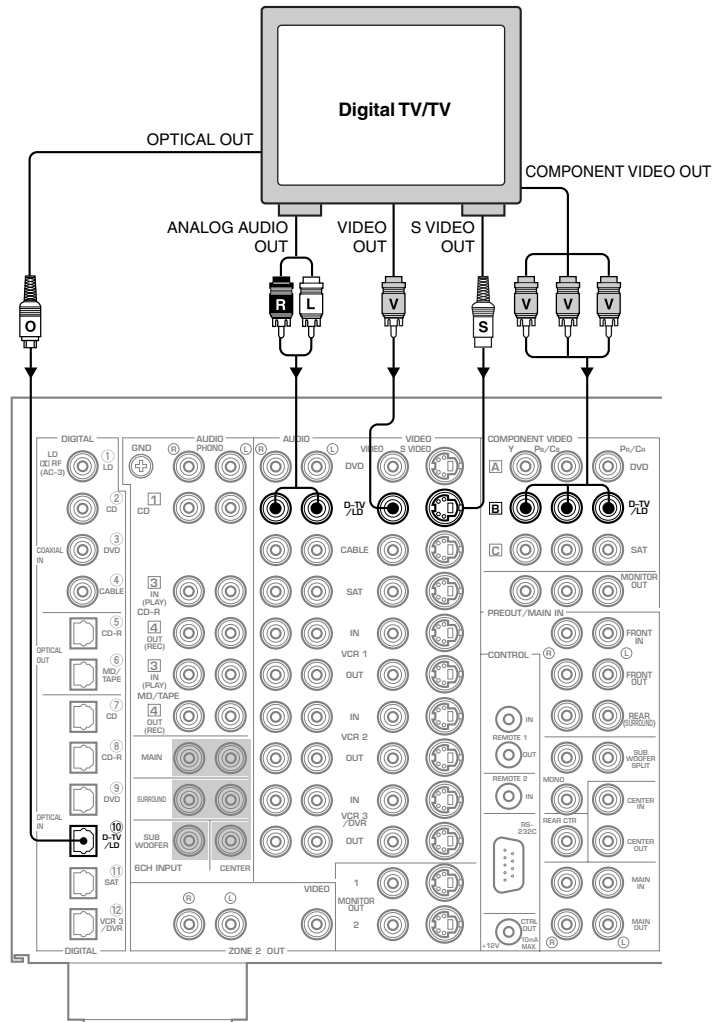 Digital TV/TV
OPTICAL OUT
COMPONENT VIDEO OUT
ANALOG AUDIO
OUT
VIDEO
OUT
S VIDEO
OUT
O
R
L
V
S
V
V
V
DIGITAL
LD
DD RF
(AC-3)
① LD
② CD
COAXIAL
IN
③ DVD
④ CABLE
OPTICAL
OUT
⑤ CD-R
⑥ MD/
TAPE
⑦ CD
⑧ CD-R
⑨ DVD
OPTICAL
IN
⑩ D-TV
/LD
⑪ SAT
⑫ VCR 3
/DVR
DIGITAL
GND
AUDIO
R PHONO L
1
CD
3
IN
(PLAY)
CD-R
4
OUT
(REC)
3
IN
(PLAY)
MD/TAPE
4
OUT
(REC)
MAIN
SURROUND
SUB
WOOFER
6CH INPUT
CENTER
R L
VIDEO
ZONE 2 OUT
AUDIO
R L
VIDEO
VIDEO S VIDEO
DVD
D-TV
/LD
CABLE
SAT
IN
VCR 1
OUT
IN
VCR 2
OUT
IN
VCR 3
/DVR
OUT
1
MONITOR
OUT
2
COMPONENT VIDEO
Y PB/CB PR/CR
A DVD
B D-TV
/LD
C SAT
MONITOR
OUT
PREOUT/MAIN IN
FRONT
IN
R L
FRONT
OUT
REAR
(SURROUND)
SUB
WOOFER
SPLIT
MONO
CENTER
IN
REAR CTR
CENTER
OUT
MAIN
IN
MAIN
OUT
R L
CONTROL
IN
REMOTE 1
OUT
REMOTE 2
IN
RS-
232C
CTRL
OUT
+12V
10mA
MAX.